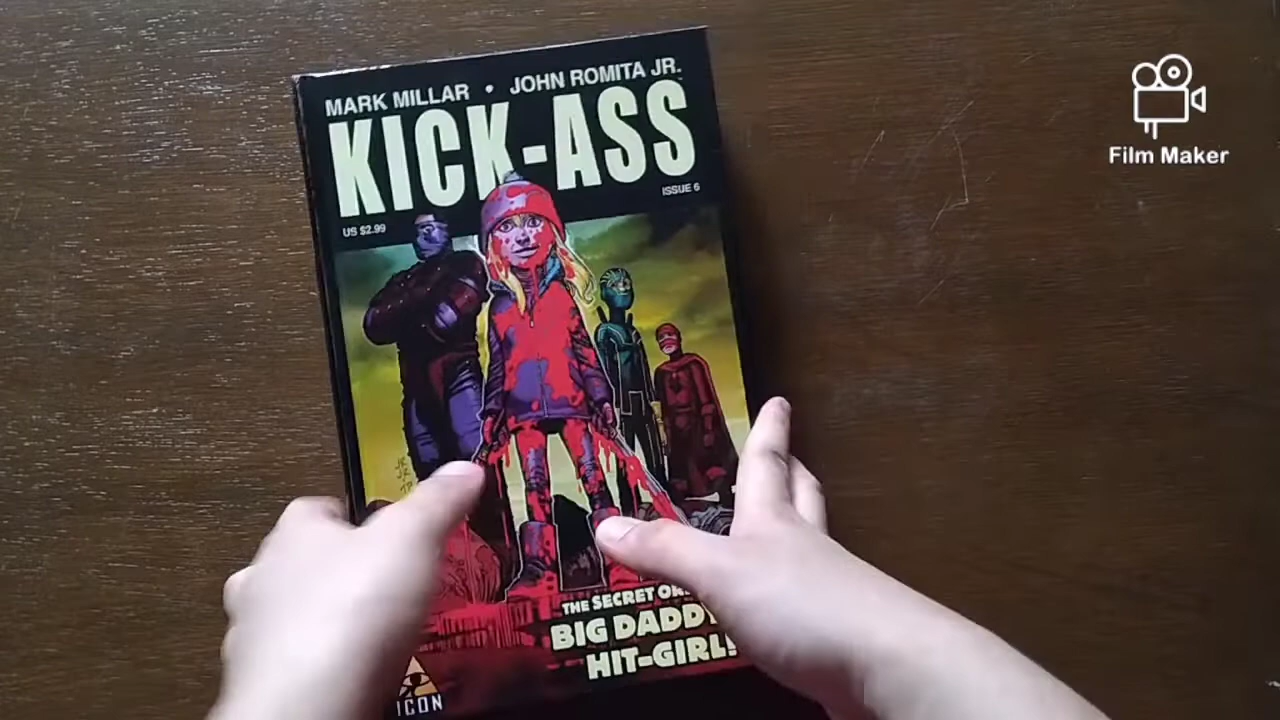 MARK MILLAR • JOHN ROMITA JR.
KICK-ASS
ISSUE 6
US $2.99
THE SECRET
BIG DADDY
HIT-GIRL!
ICON
Film Maker